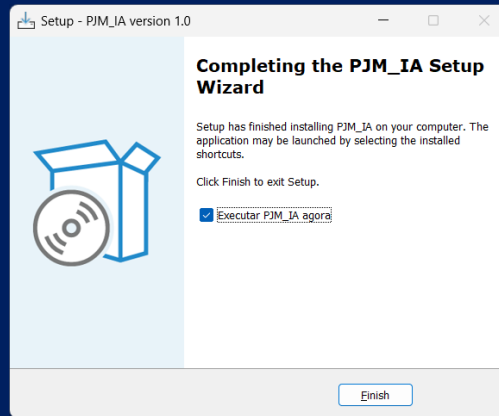 Setup - PJM_IA version 1.0
Completing the PJM_IA Setup
Wizard
Setup has finished installing PJM_IA on your computer. The
application may be launched by selecting the installed
shortcuts.
Click Finish to exit Setup.
Executar PJM_IA agora
Finish